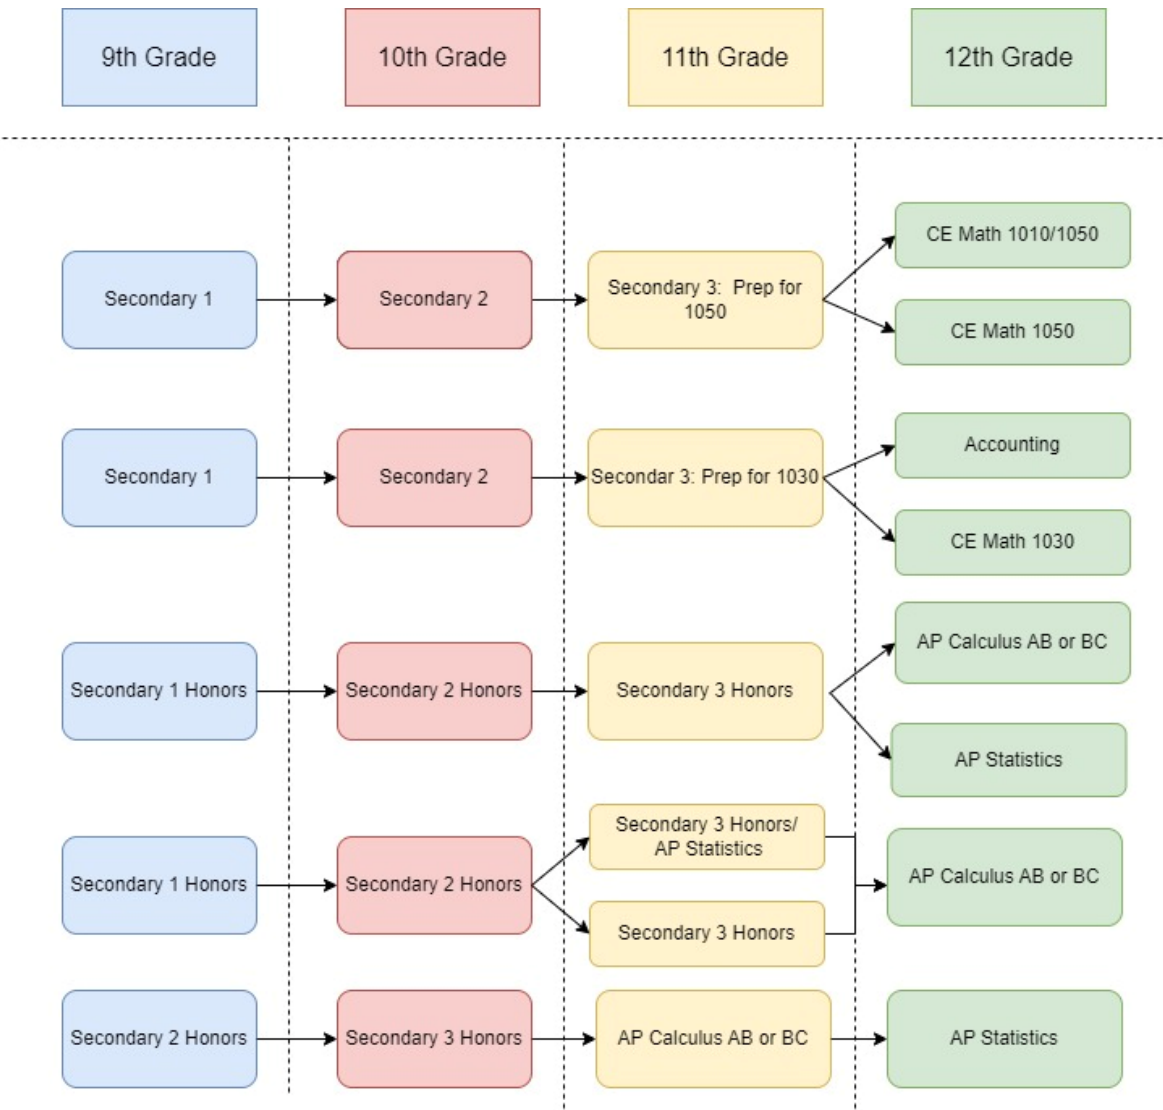 9th Grade
10th Grade
11th Grade
12th Grade
CE Math 1010/1050
Secondary 1
Secondary 2
Secondary 3:  Prep for
1050
CE Math 1050
Accounting
Secondary 1
Secondary 2
Secondar 3: Prep for 1030
CE Math 1030
AP Calculus AB or BC
Secondary 1 Honors
Secondary 2 Honors
Secondary 3 Honors
AP Statistics
Secondary 3 Honors/
AP Statistics
Secondary 1 Honors
Secondary 2 Honors
AP Calculus AB or BC
Secondary 3 Honors
Secondary 2 Honors
Secondary 3 Honors
AP Calculus AB or BC
AP Statistics